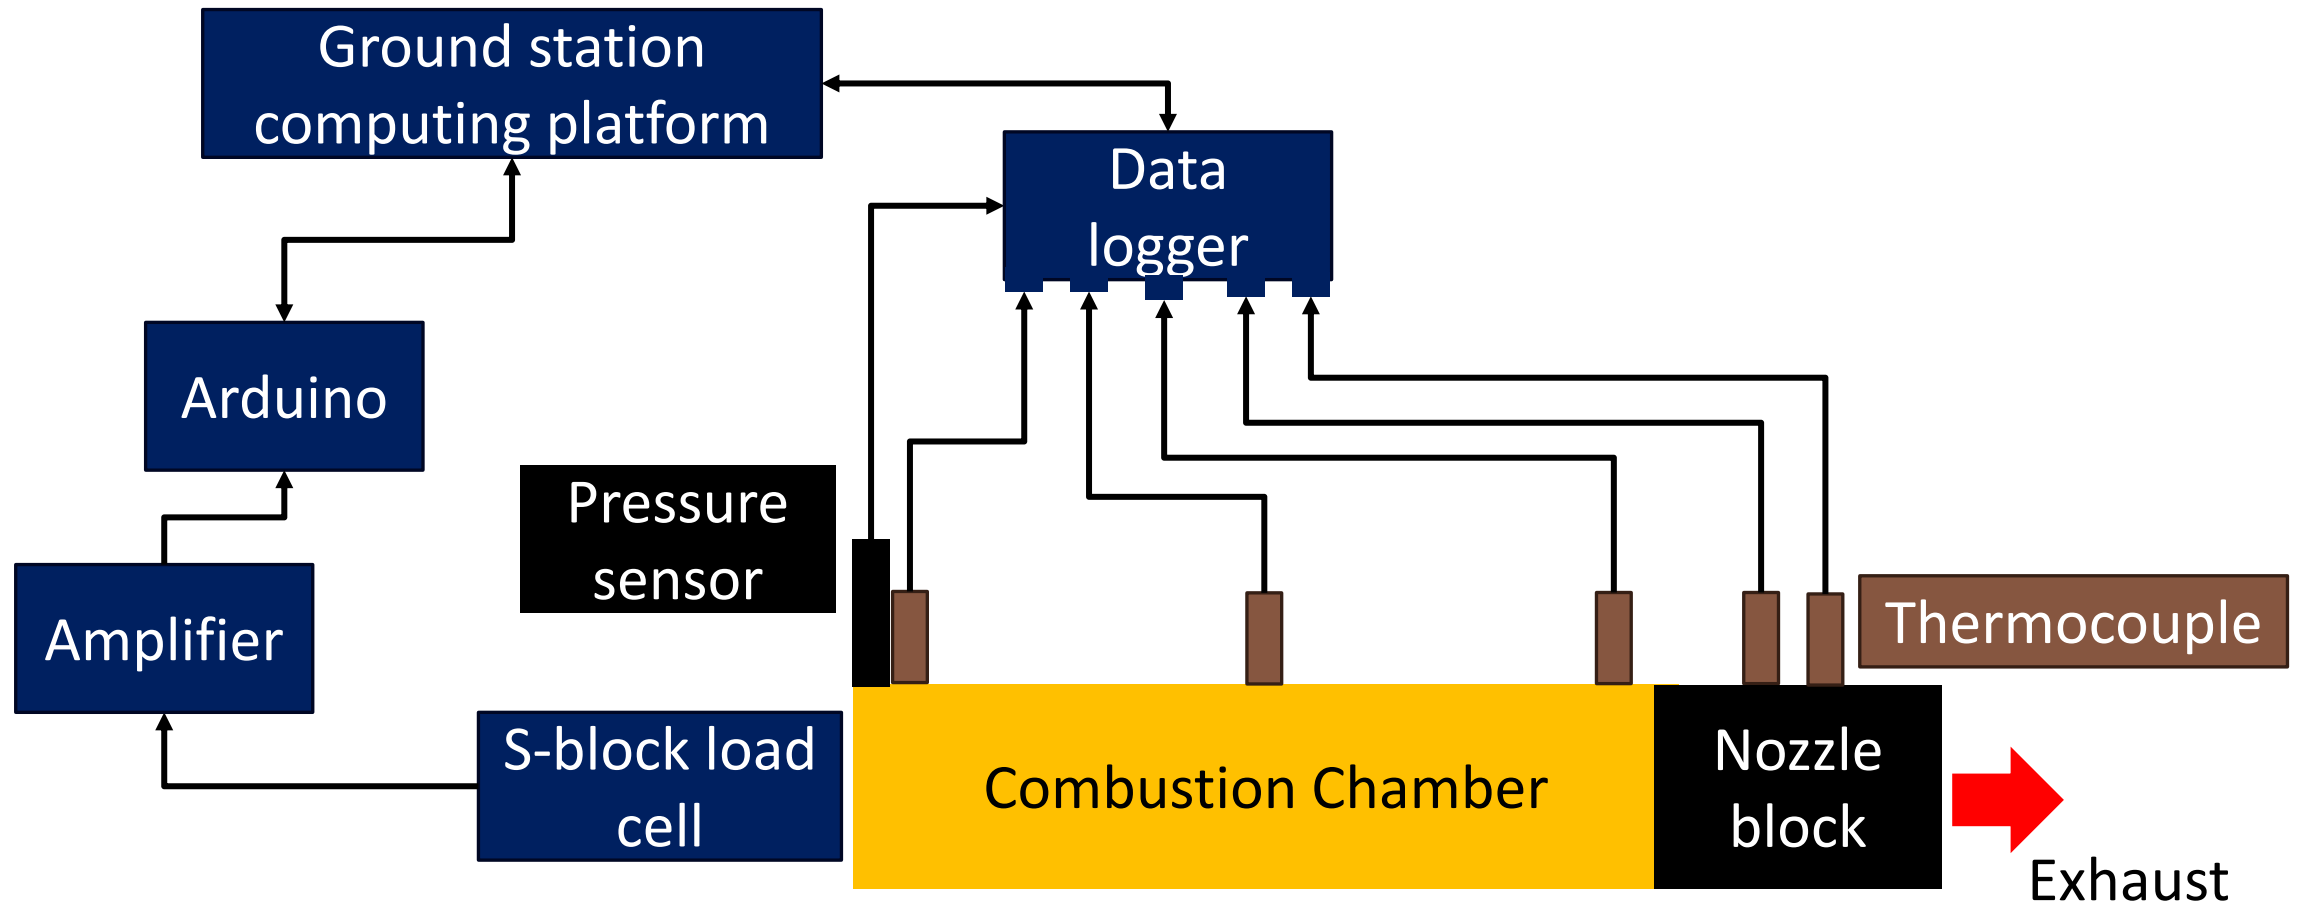 Ground station
computing platform
Data
logger
Arduino
Pressure
sensor
Amplifier
Thermocouple
S-block load
cell
Combustion Chamber
Nozzle
block
Exhaust